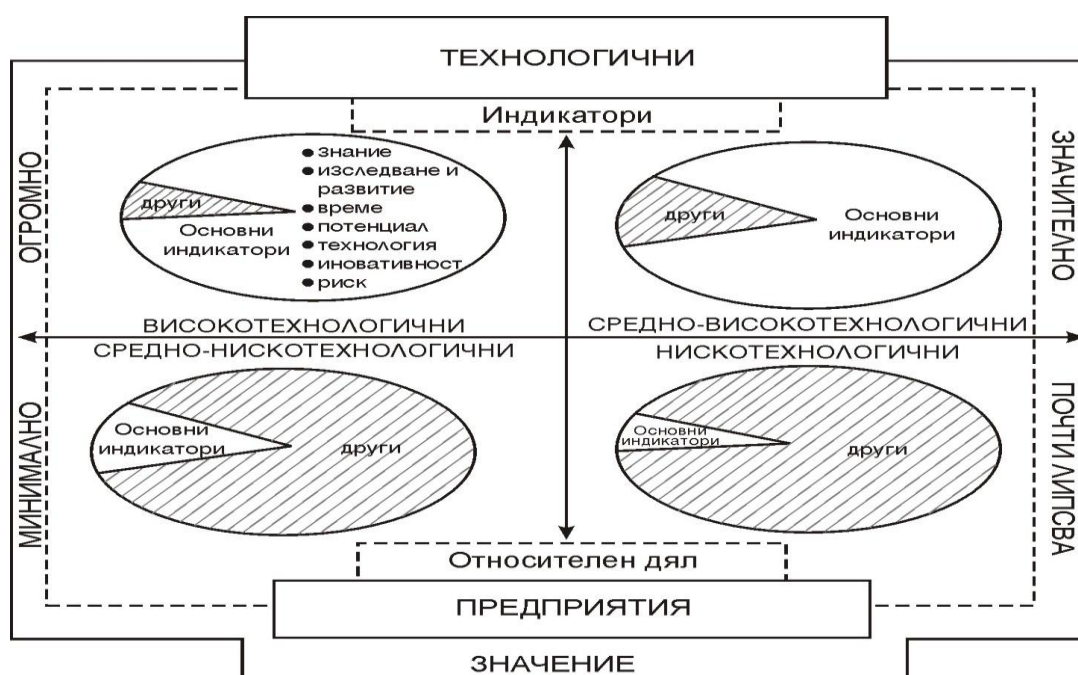 ТЕХНОЛОГИЧНИ
Индикатори
ОГРОМНО
ЗНАЧИТЕЛНО
знание
изследване и
развитие
време
потенциал
технология
иновативност
риск
други
Основни
индикатори
други
Основни
индикатори
ВИСОКОТЕХНОЛОГИЧНИ
СРЕДНО-ВИСОКОТЕХНОЛОГИЧНИ
СРЕДНО-НИСКОТЕХНОЛОГИЧНИ
НИСКОТЕХНОЛОГИЧНИ
МИНИМАЛНО
ПОЧТИ ЛИПСВА
Основни
индикатори
други
Основни
индикатори
други
Относителен дял
ПРЕДПРИЯТИЯ
ЗНАЧЕНИЕ